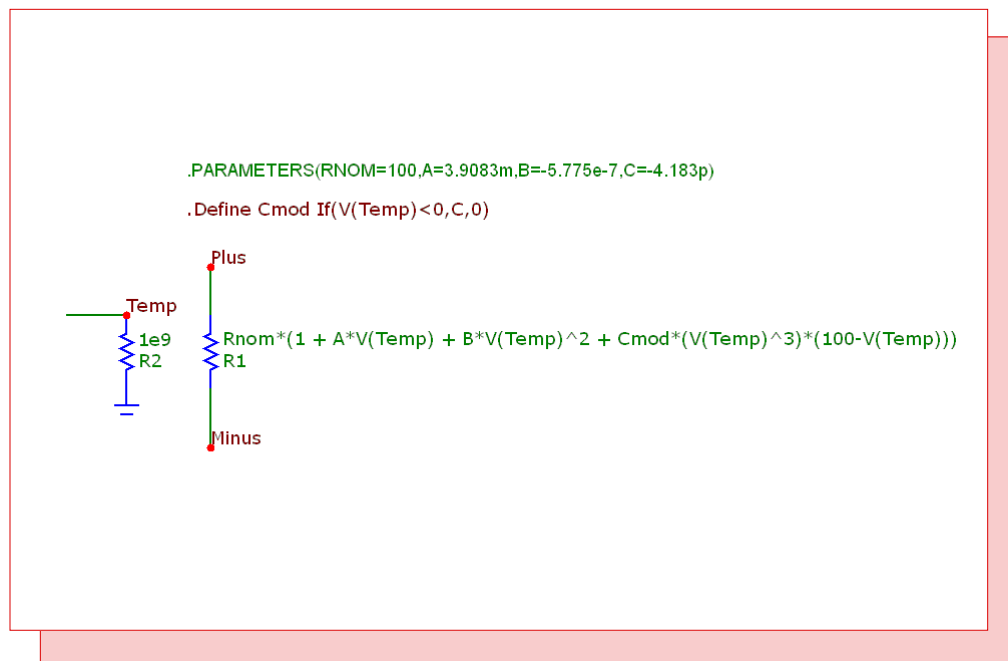 .PARAMETERS(RNOM=100,A=3.9083m,B=-5.775e-7,C=-4.183p)
.Define Cmod If(V(Temp)<0,C,0)
Plus
Temp
1e9
R2
Rnom*(1 + A*V(Temp) + B*V(Temp)^2 + Cmod*(V(Temp)^3)*(100-V(Temp)))
R1
Minus